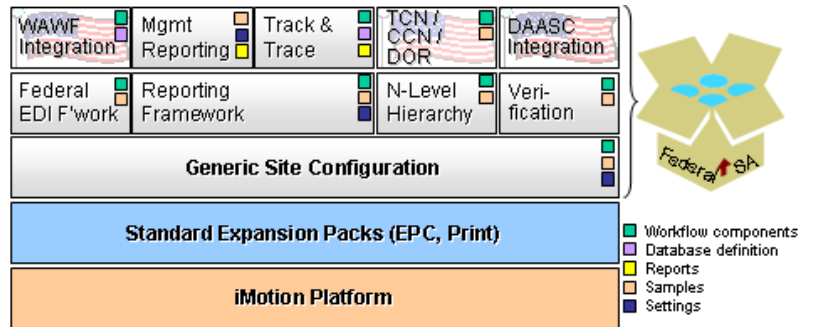 WAWF
Integration
Mgmt
Reporting
Track &
Trace
TCN /
CCN /
DOR
DAASC
Integration
Federal
EDI F'work
Reporting
Framework
N-Level
Hierarchy
Veri-
fication
Generic Site Configuration
Federal SA
Standard Expansion Packs (EPC, Print)
iMotion Platform
Workflow components
Database definition
Reports
Samples
Settings